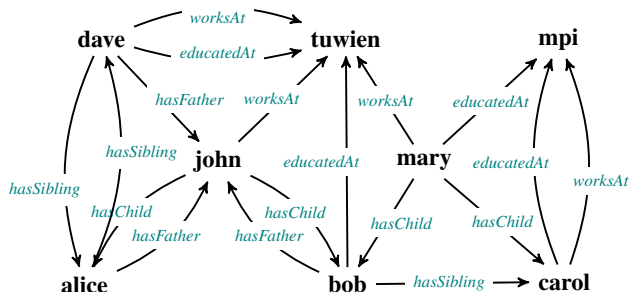 worksAt
dave tuwien mpi
educatedAt
hasFather worksAt worksAt educatedAt
hasSibling
john educatedAt mary educatedAt
hasSibling worksAt
hasChild hasChild hasChild hasChild
hasFather hasFather
alice bob hasSibling carol